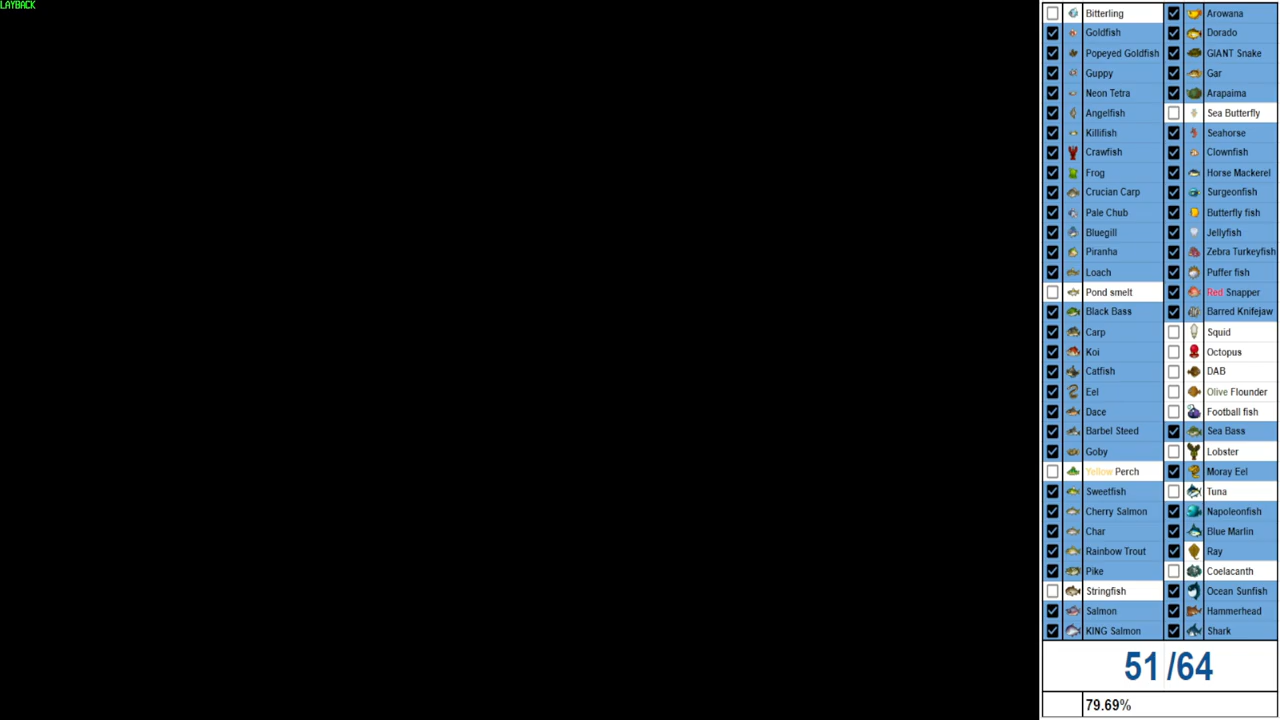 LAYBACK
Bitterling
Goldfish
Popeyed Goldfish
Guppy
Neon Tetra
Angelfish
Killifish
Crawfish
Frog
Crucian Carp
Pale Chub
Bluegill
Piranha
Loach
Pond smelt
Black Bass
Carp
Koi
Catfish
Eel
Dace
Barbel Steed
Goby
Yellow Perch
Sweetfish
Cherry Salmon
Char
Rainbow Trout
Pike
Stringfish
Salmon
KING Salmon
Arowana
Dorado
GIANT Snake
Gar
Arapaima
Sea Butterfly
Seahorse
Clownfish
Horse Mackerel
Surgeonfish
Butterfly fish
Jellyfish
Zebra Turkeyfish
Puffer fish
Red Snapper
Barred Knifejaw
Squid
Octopus
DAB
Olive Flounder
Football fish
Sea Bass
Lobster
Moray Eel
Tuna
Napoleonfish
Blue Marlin
Ray
Coelacanth
Ocean Sunfish
Hammerhead
Shark
51 /64
79.69%